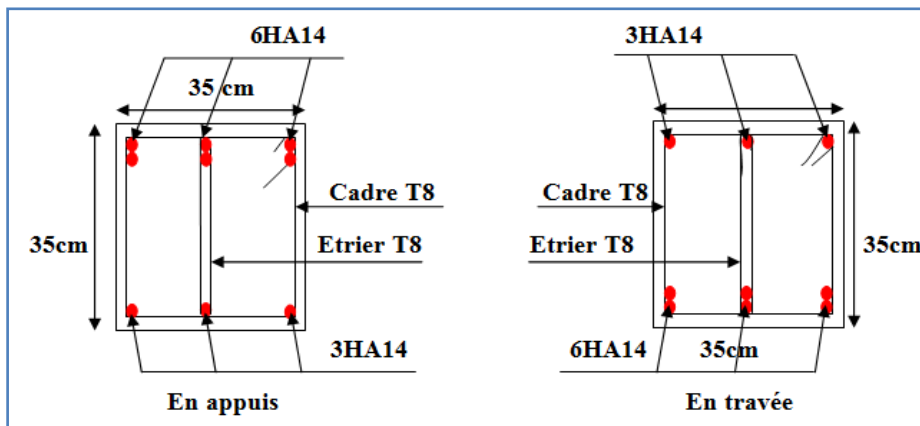 6HA14
35 cm
35cm
Cadre T8
Etrier T8
3HA14
En appuis
3HA14
Cadre T8
Etrier T8
35cm
6HA14
35cm
En travée